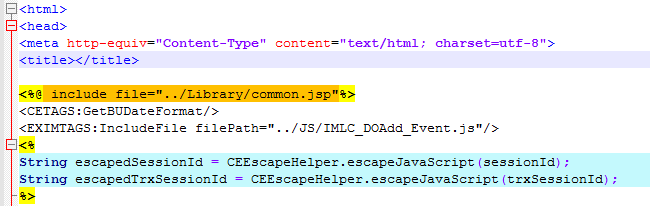 <html>
<head>
<meta http-equiv="Content-Type" content="text/html; charset=utf-8">
<title></title>
<%@ include file="../Library/common.jsp"%>
<CETAGS:GetBUDateFormat/>
<EXIMTAGS:IncludeFile filePath="../JS/IMLC_DOAdd_Event.js"/>
<%
String escapedSessionId = CEEscapeHelper.escapeJavaScript(sessionId);
String escapedTrxSessionId = CEEscapeHelper.escapeJavaScript(trxSessionId);
%>